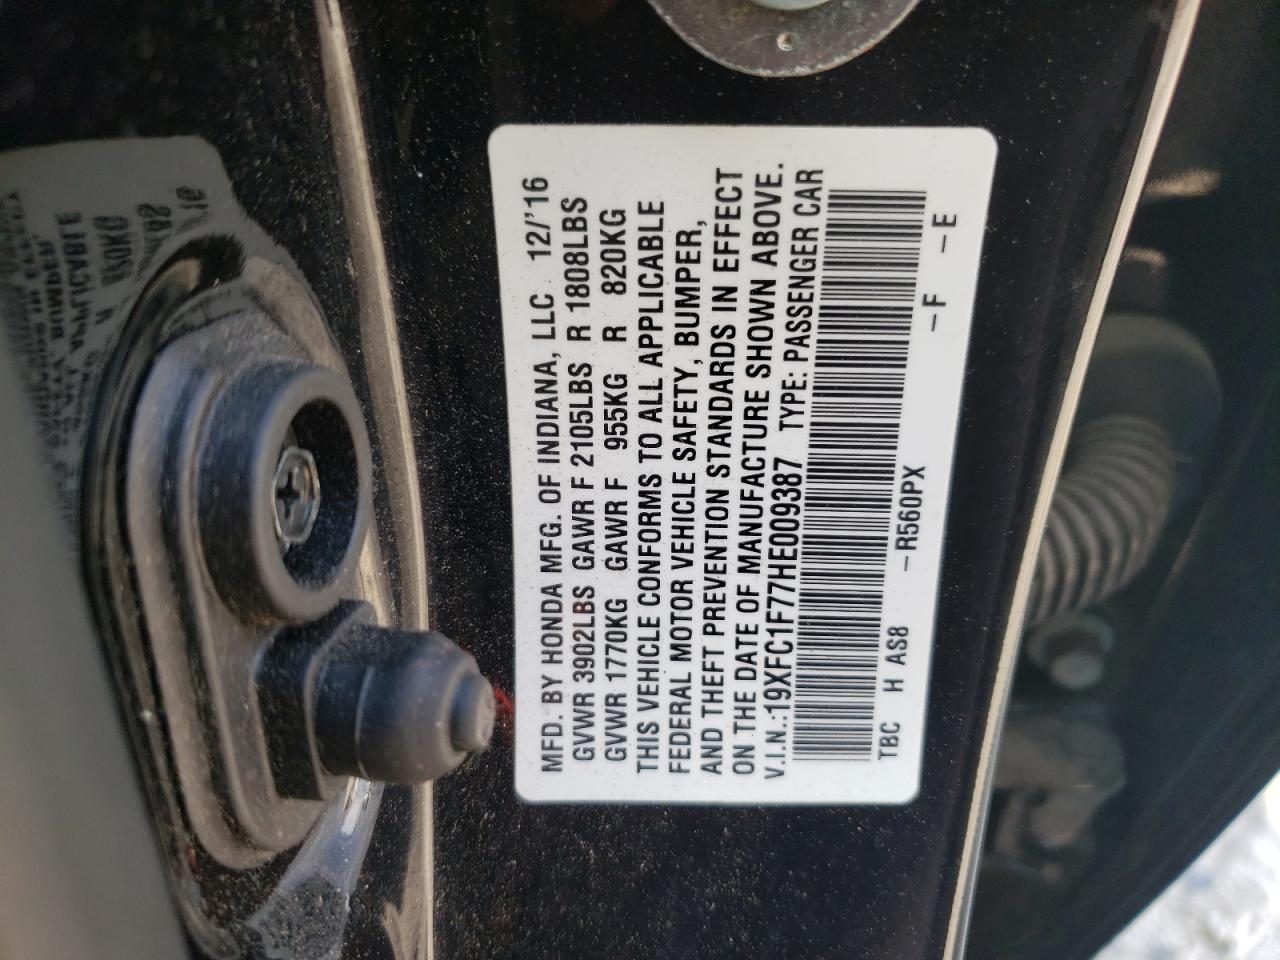 MFD. BY HONDA MFG. OF INDIANA, LLC 12/'16
GVWR 3902LBS GAWR F 2105LBS R 1808LBS
GVWR 1770KG GAWR F 955KG R 820KG
THIS VEHICLE CONFORMS TO ALL APPLICABLE
FEDERAL MOTOR VEHICLE SAFETY, BUMPER,
AND THEFT PREVENTION STANDARDS IN EFFECT
ON THE DATE OF MANUFACTURE SHOWN ABOVE.
V.I.N.:19XFC1F77HE009387 TYPE: PASSENGER CAR
TBC H AS8 -R560PX -F -E